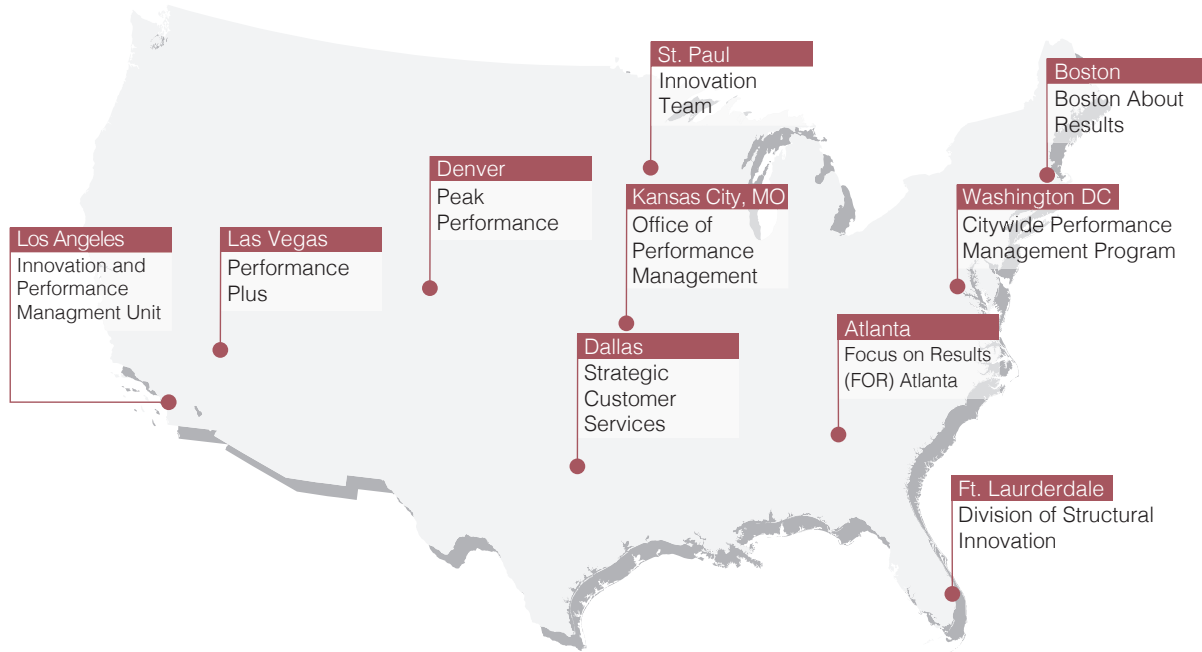 St. Paul
Innovation
Team
Boston
Boston About
Results
Denver
Peak
Performance
Kansas City, MO
Office of
Performance
Management
Washington DC
Citywide Performance
Management Program
Los Angeles
Innovation and
Performance
Managment Unit
Las Vegas
Performance
Plus
Dallas
Strategic
Customer
Services
Atlanta
Focus on Results
(FOR) Atlanta
Ft. Laurderdale
Division of Structural
Innovation